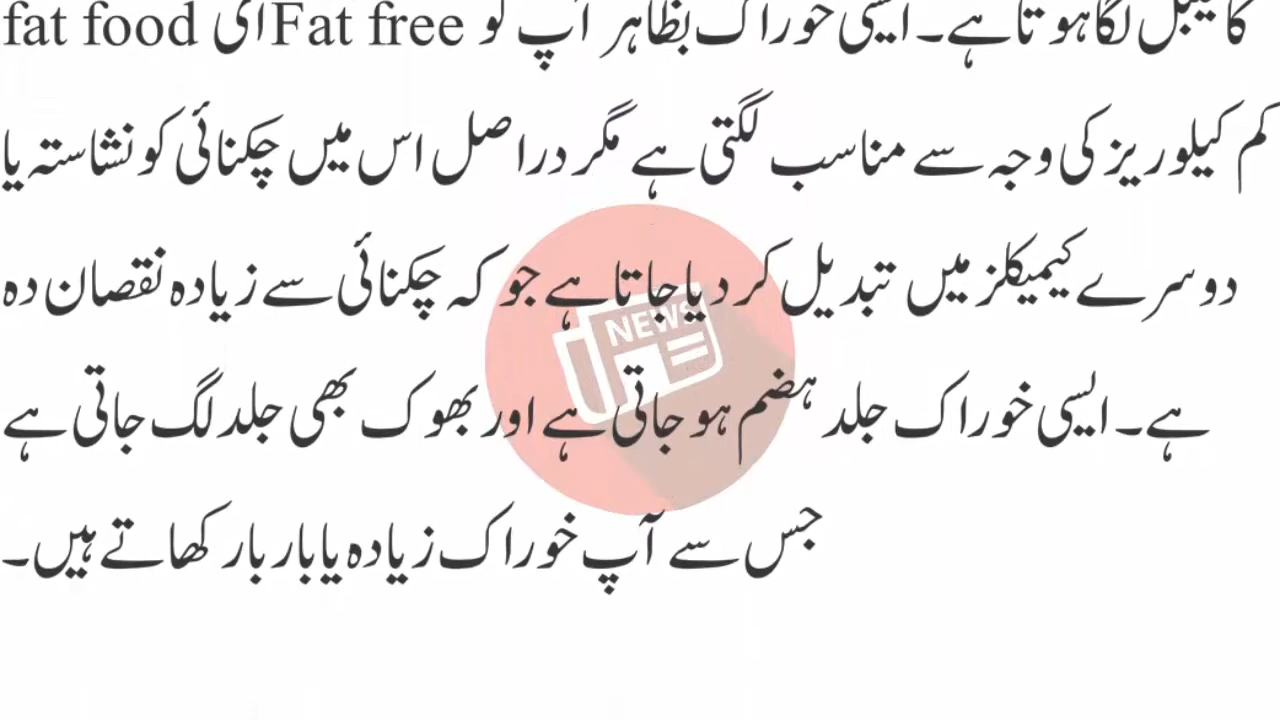 کا لیبل لگا ہوتا ہے۔ ایسی خوراک بظاہر آپ کو Fat free ای fat food
کم کیلوریز کی وجہ سے مناسب لگتی ہے مگر دراصل اس میں چکنائی کو نشاستہ یا
دوسرے کیمیکلز میں تبدیل کر دیا جاتا ہے جو کہ چکنائی سے زیادہ نقصان دہ
NEWS
ہے۔ ایسی خوراک جلد ہضم ہو جاتی ہے اور بھوک بھی جلد لگ جاتی ہے
جس سے آپ خوراک زیادہ یا بار بار کھاتے ہیں۔